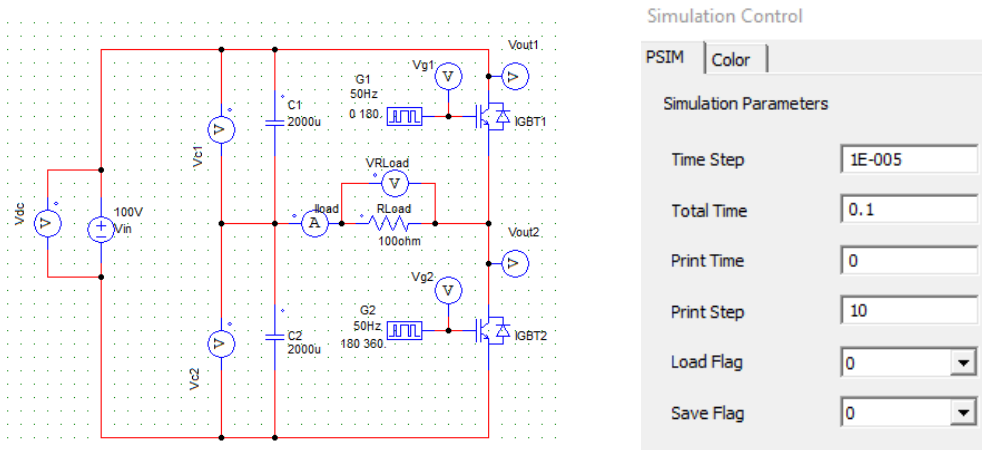 Vdc
100V
Vin
Vc1
C1
2000u
Vc2
C2
2000u
G1
50Hz
0 180.
Vg1
V
Vout1
V
IGBT1
VRLoad
V
Iload
A
RLoad
100ohm
Vout2
V
Vg2
V
G2
50Hz
180 360.
IGBT2
V
V
V
Simulation Control
PSIM
Color
Simulation Parameters
Time Step 1E-005
Total Time 0.1
Print Time 0
Print Step 10
Load Flag 0
Save Flag 0